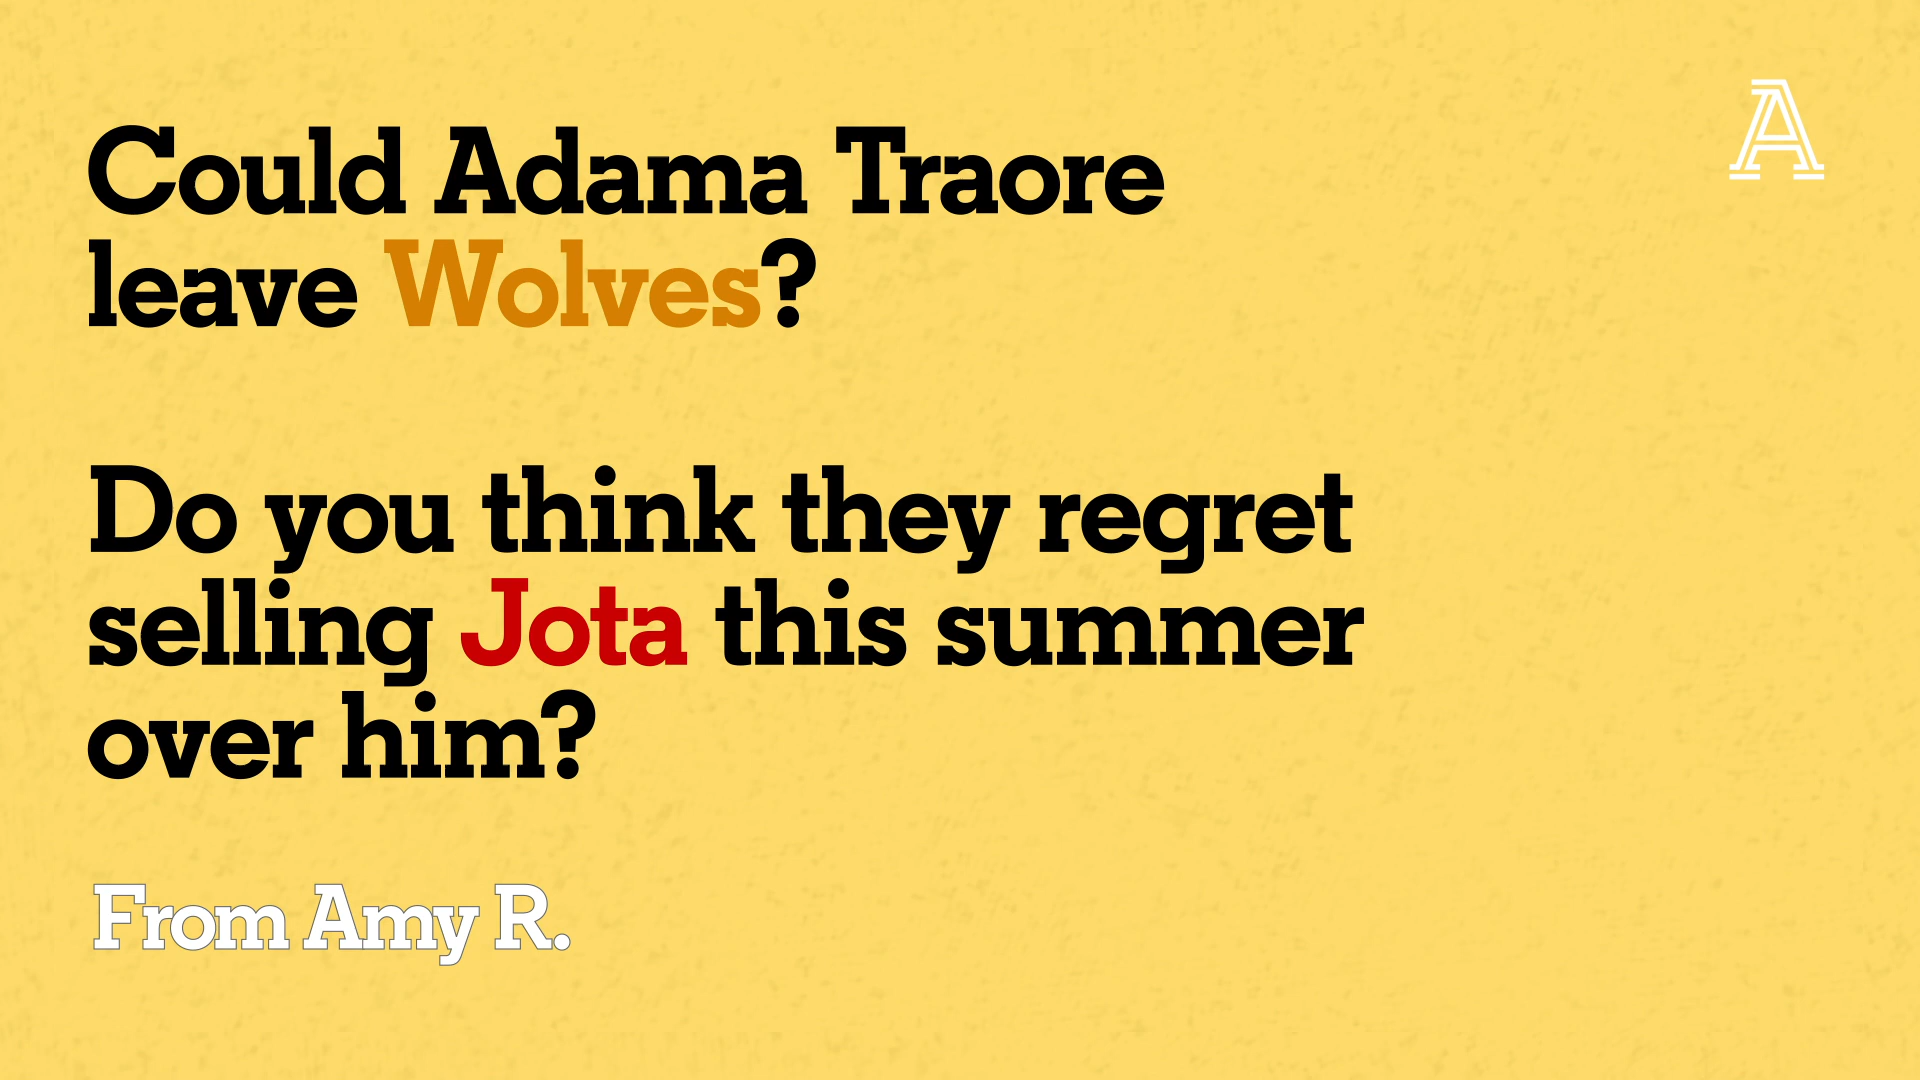 Could Adama Traore
leave Wolves?
Do you think they regret
selling Jota this summer
over him?
From Amy R.
A